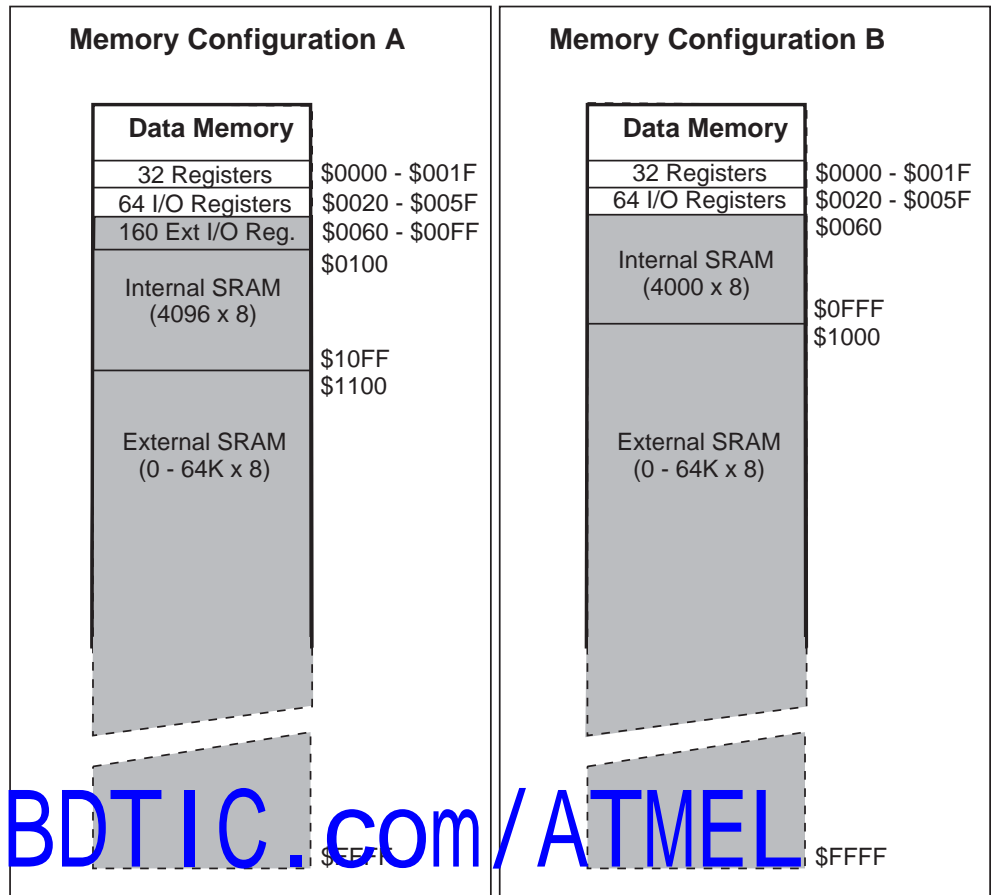 Memory Configuration A
Data Memory
32 Registers
$0000 - $001F
64 I/O Registers
$0020 - $005F
160 Ext I/O Reg.
$0060 - $00FF
$0100
Internal SRAM
(4096 x 8)
$10FF
$1100
External SRAM
(0 - 64K x 8)
$FFFF
Memory Configuration B
Data Memory
32 Registers
$0000 - $001F
64 I/O Registers
$0020 - $005F
$0060
Internal SRAM
(4000 x 8)
$0FFF
$1000
External SRAM
(0 - 64K x 8)
$FFFF
BDTIC.com/ATMEL